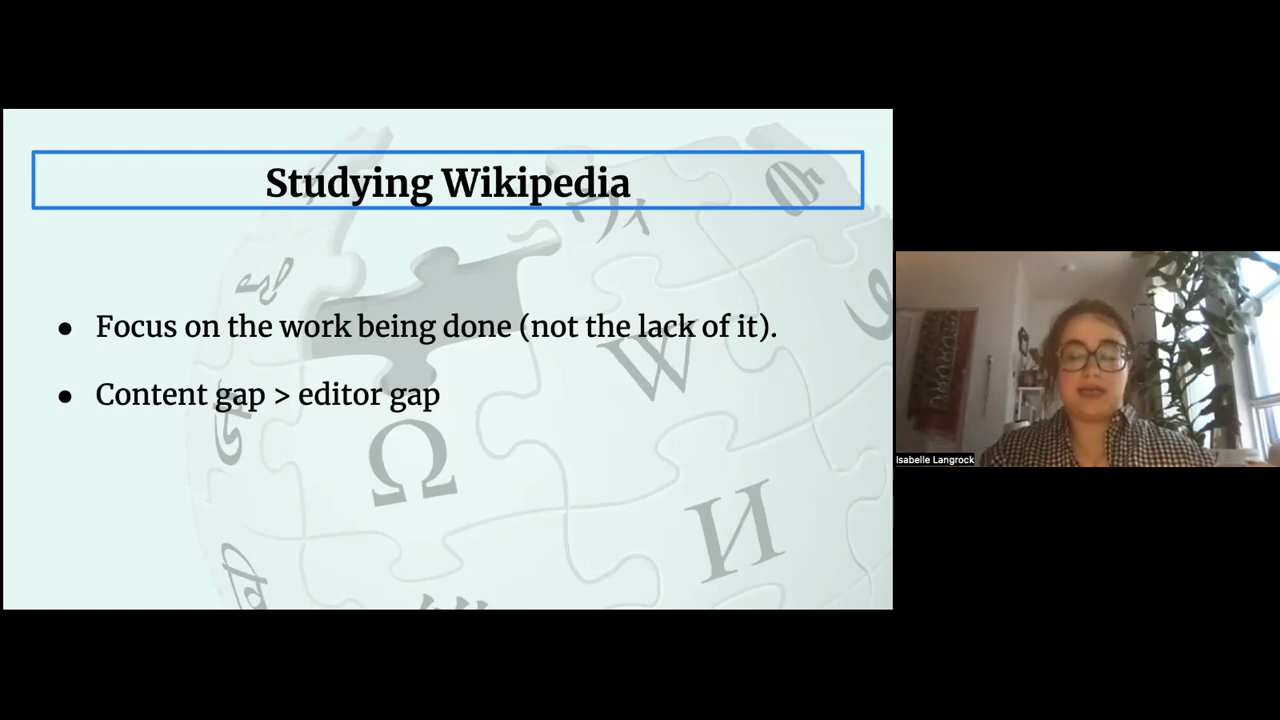 Studying Wikipedia
● Focus on the work being done (not the lack of it).
● Content gap > editor gap
Ω
W
И
Isabelle Langrock